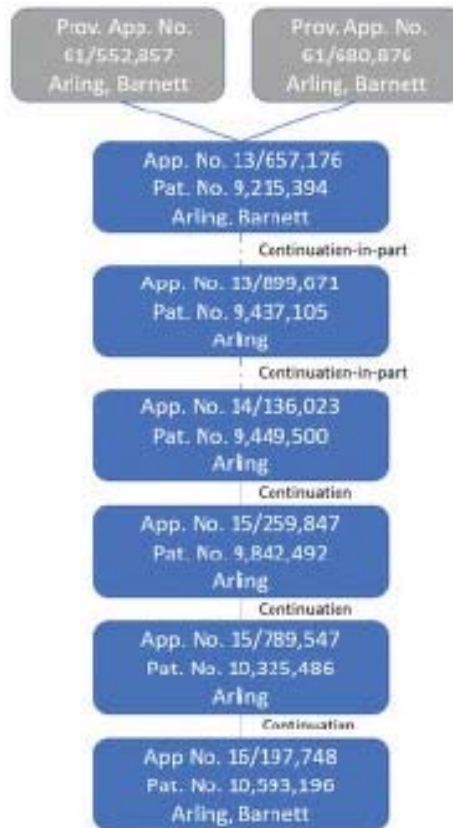 Prov. App. No.
61/552,857
Arling, Barnett
Prov. App. No.
61/680,876
Arling, Barnett
App. No. 13/657,176
Pat. No. 9,215,394
Arling, Barnett
Continuation-in-part
App. No. 13/899,671
Pat. No. 9,437,105
Arling
Continuation-in-part
App. No. 14/136,023
Pat. No. 9,449,500
Arling
Continuation
App. No. 15/259,847
Pat. No. 9,842,492
Arling
Continuation
App. No. 15/789,547
Pat. No. 10,325,486
Arling
Continuation
App No. 16/197,748
Pat. No. 10,593,196
Arling, Barnett